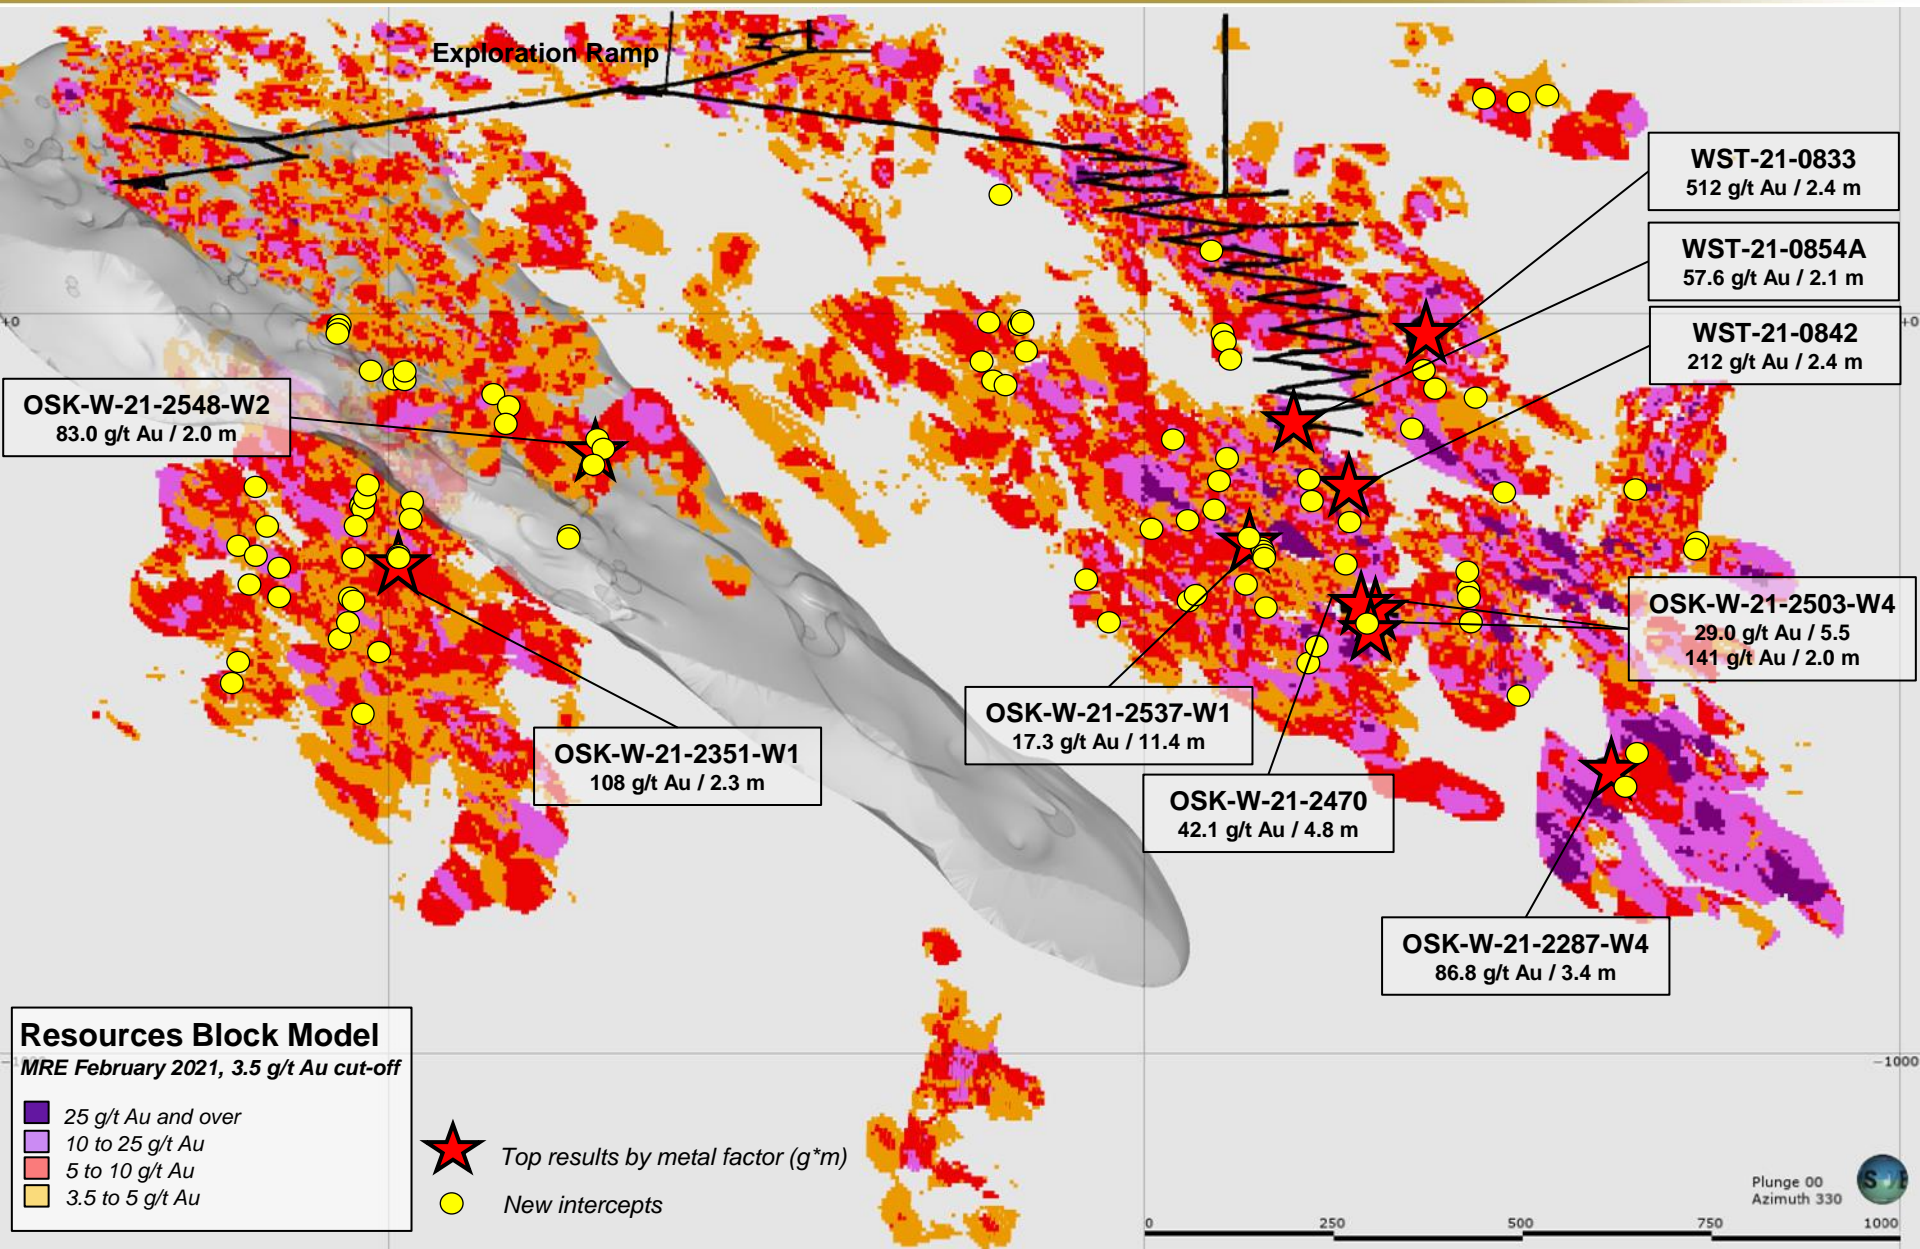 Exploration Ramp
WST-21-0833
512 g/t Au / 2.4 m
WST-21-0854A
57.6 g/t Au / 2.1 m
+0
+0
WST-21-0842
212 g/t Au / 2.4 m
OSK-W-21-2548-W2
83.0 g/t Au / 2.0 m
OSK-W-21-2503-W4
29.0 g/t Au / 5.5
141 g/t Au / 2.0 m
OSK-W-21-2537-W1
17.3 g/t Au / 11.4 m
OSK-W-21-2351-W1
108 g/t Au / 2.3 m
OSK-W-21-2470
42.1 g/t Au / 4.8 m
OSK-W-21-2287-W4
86.8 g/t Au / 3.4 m
Resources Block Model
MRE February 2021, 3.5 g/t Au cut-off
-1000
25 g/t Au and over
10 to 25 g/t Au
5 to 10 g/t Au
3.5 to 5 g/t Au
Top results by metal factor (g*m)
New intercepts
Plunge 00
Azimuth 330
0 250 500 750 1000